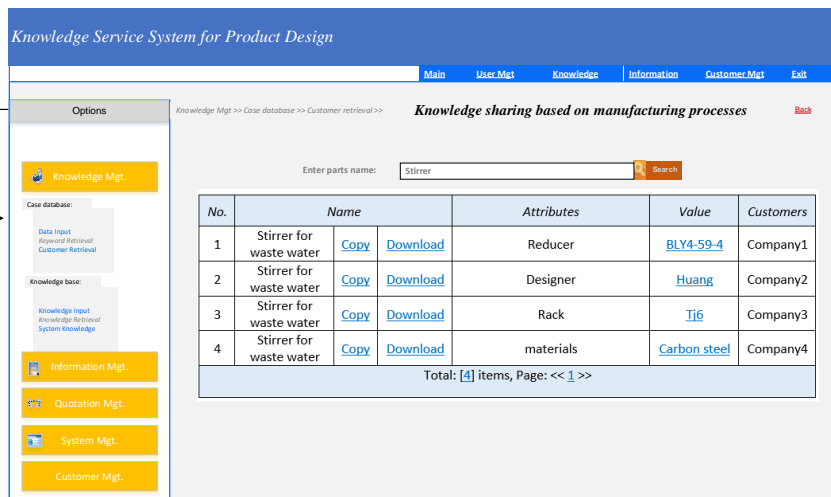 Knowledge Service System for Product Design
Main User Mgt Knowledge Information Customer Mgt Exit
Options
Knowledge Mgt >> Case database >> Customer retrieval >>
Knowledge sharing based on manufacturing processes
Back
Knowledge Mgt.
Case database:
Data Input
Keyword Retrieval
Customer Retrieval
Knowledge base:
Knowledge Input
Knowledge Retrieval
System Knowledge
Information Mgt.
Quotation Mgt.
System Mgt.
Customer Mgt.
Enter parts name: Stirrer Search
No. Name Attributes Value Customers
1 Stirrer for waste water Copy Download Reducer BLY4-59-4 Company1
2 Stirrer for waste water Copy Download Designer Huang Company2
3 Stirrer for waste water Copy Download Rack Tj6 Company3
4 Stirrer for waste water Copy Download materials Carbon steel Company4
Total: [4] items, Page: << 1 >>